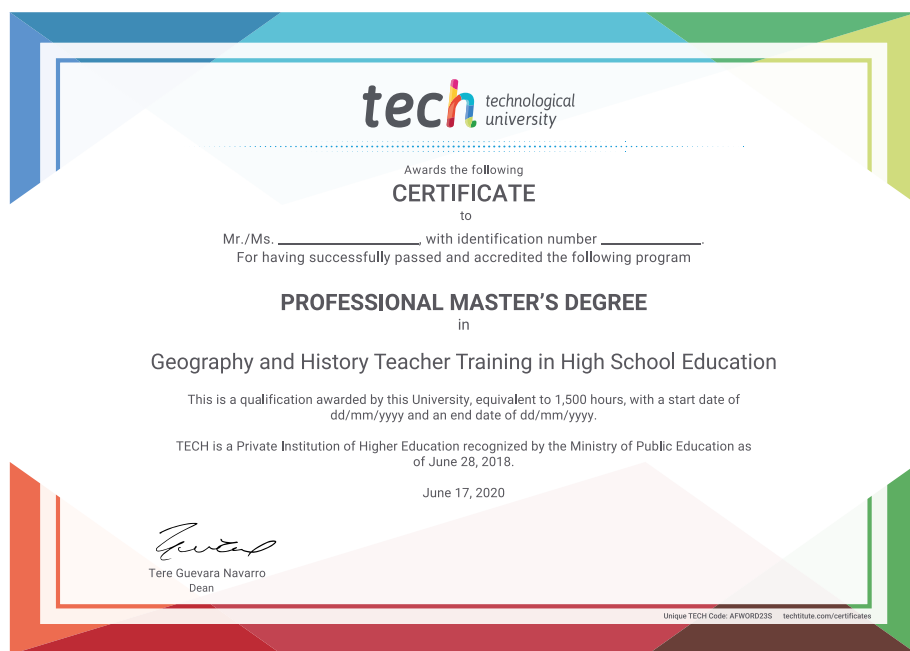 tech technological
university
Awards the following
CERTIFICATE
to
Mr./Ms. ____________________, with identification number ______________.
For having successfully passed and accredited the following program
PROFESSIONAL MASTER'S DEGREE
in
Geography and History Teacher Training in High School Education
This is a qualification awarded by this University, equivalent to 1,500 hours, with a start date of
dd/mm/yyyy and an end date of dd/mm/yyyy.
TECH is a Private Institution of Higher Education recognized by the Ministry of Public Education as
of June 28, 2018.
June 17, 2020
Tere Guevara Navarro
Dean
Unique TECH Code: AFWORD23S techtitute.com/certificates